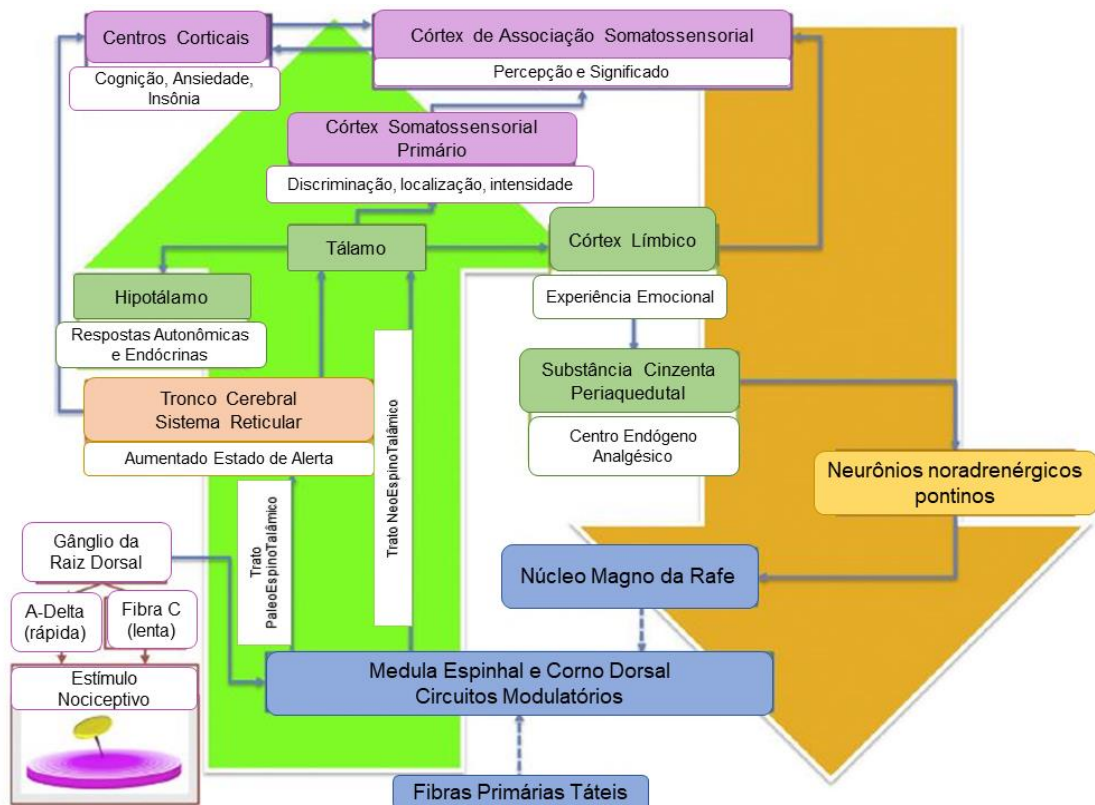 Centros Corticais
Cognição, Ansiedade,
Insônia
Córtex de Associação Somatossensorial
Percepção e Significado
Córtex Somatossensorial
Primário
Discriminação, localização, intensidade
Tálamo
Córtex Límbico
Experiência Emocional
Hipotálamo
Respostas Autonômicas
e Endócrinas
Substância Cinzenta
Periaquedutal
Centro Endógeno
Analgésico
Tronco Cerebral
Sistema Reticular
Aumentado Estado de Alerta
Neurônios noradrenérgicos
pontinos
Trato
PaleoEspinoTalâmico
Trato NeoEspinoTalâmico
Gânglio da
Raiz Dorsal
A-Delta
(rápida)
Fibra C
(lenta)
Estímulo
Nociceptivo
Núcleo Magno da Rafe
Medula Espinhal e Corno Dorsal
Circuitos Modulatórios
Fibras Primárias Táteis